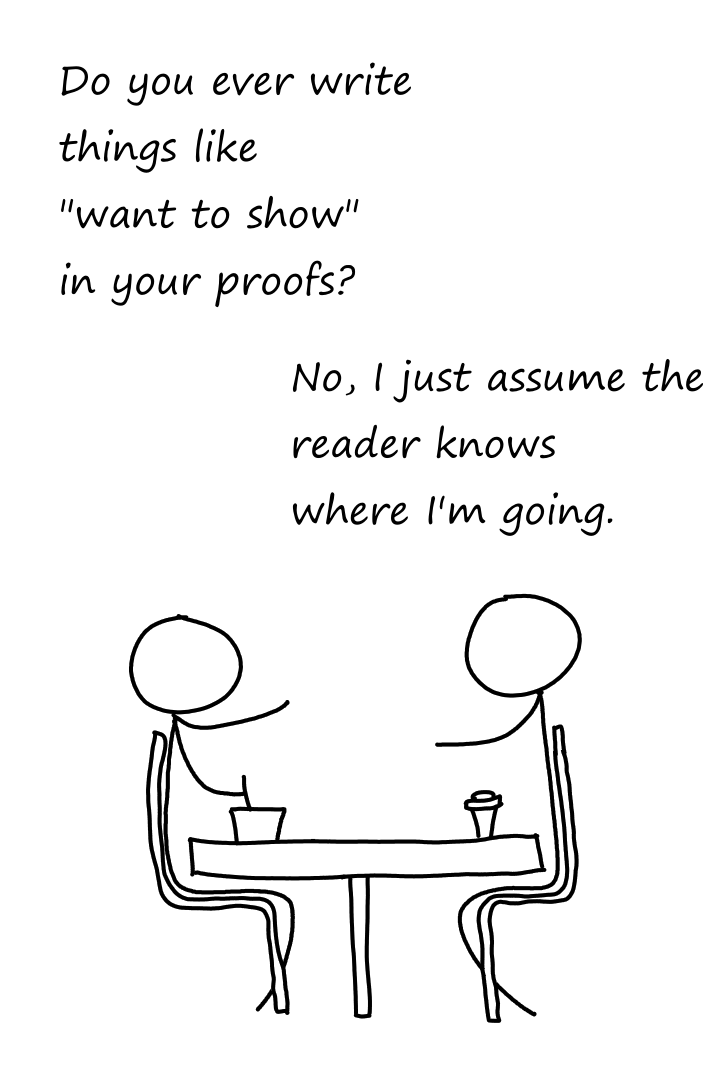 Do you ever write
things like
"want to show"
in your proofs?
No, I just assume the
reader knows
where I'm going.